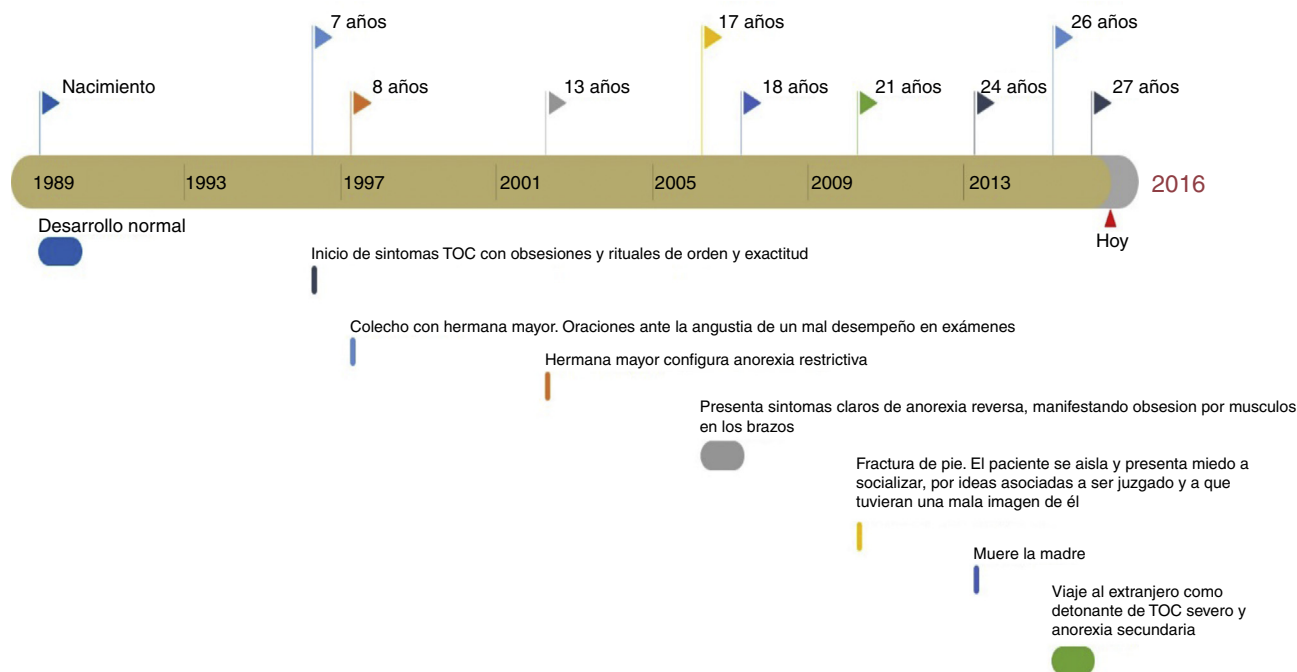 7 años
17 años
26 años
Nacimiento
8 años
13 años
18 años
21 años
24 años
27 años
1989
1993
1997
2001
2005
2009
2013
2016
Desarrollo normal
Hoy
Inicio de sintomas TOC con obsesiones y rituales de orden y exactitud
Colecho con hermana mayor. Oraciones ante la angustia de un mal desempeño en exámenes
Hermana mayor configura anorexia restrictiva
Presenta sintomas claros de anorexia reversa, manifestando obsesion por musculos
en los brazos
Fractura de pie. El paciente se aisla y presenta miedo a
socializar, por ideas asociadas a ser juzgado y a que
tuvieran una mala imagen de él
Muere la madre
Viaje al extranjero como
detonante de TOC severo y
anorexia secundaria